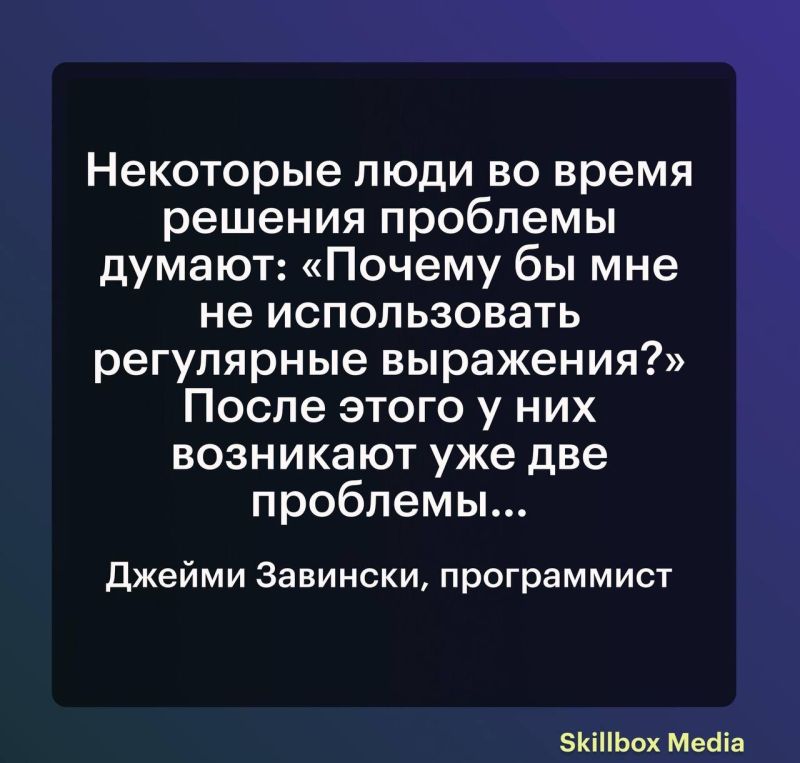 Некоторые люди во время
решения проблемы
думают: «Почему бы мне
не использовать
регулярные выражения?»
После этого у них
возникают уже две
проблемы...
Джейми Завински, программист
Skillbox Media